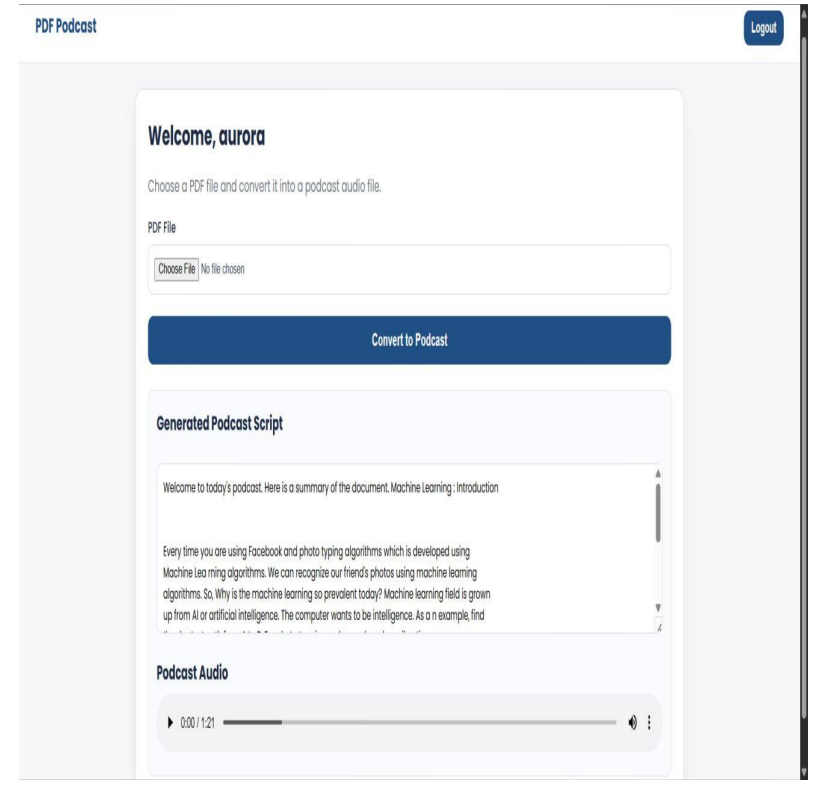 PDF Podcast
Logout
Welcome, aurora
Choose a PDF file and convert it into a podcast audio file.
PDF File
Choose File No file chosen
Convert to Podcast
Generated Podcast Script
Welcome to today's podcast. Here is a summary of the document. Machine Learning : Introduction
Every time you are using Facebook and photo typing algorithms which is developed using
Machine Lea rning algorithms. We can recognize our friend's photos using machine learning
algorithms. So, Why is the machine learning so prevalent today? Machine learning field is grown
up from AI or artificial intelligence. The computer wants to be intelligence. As a n example, find
Podcast Audio
0:00 / 1:21